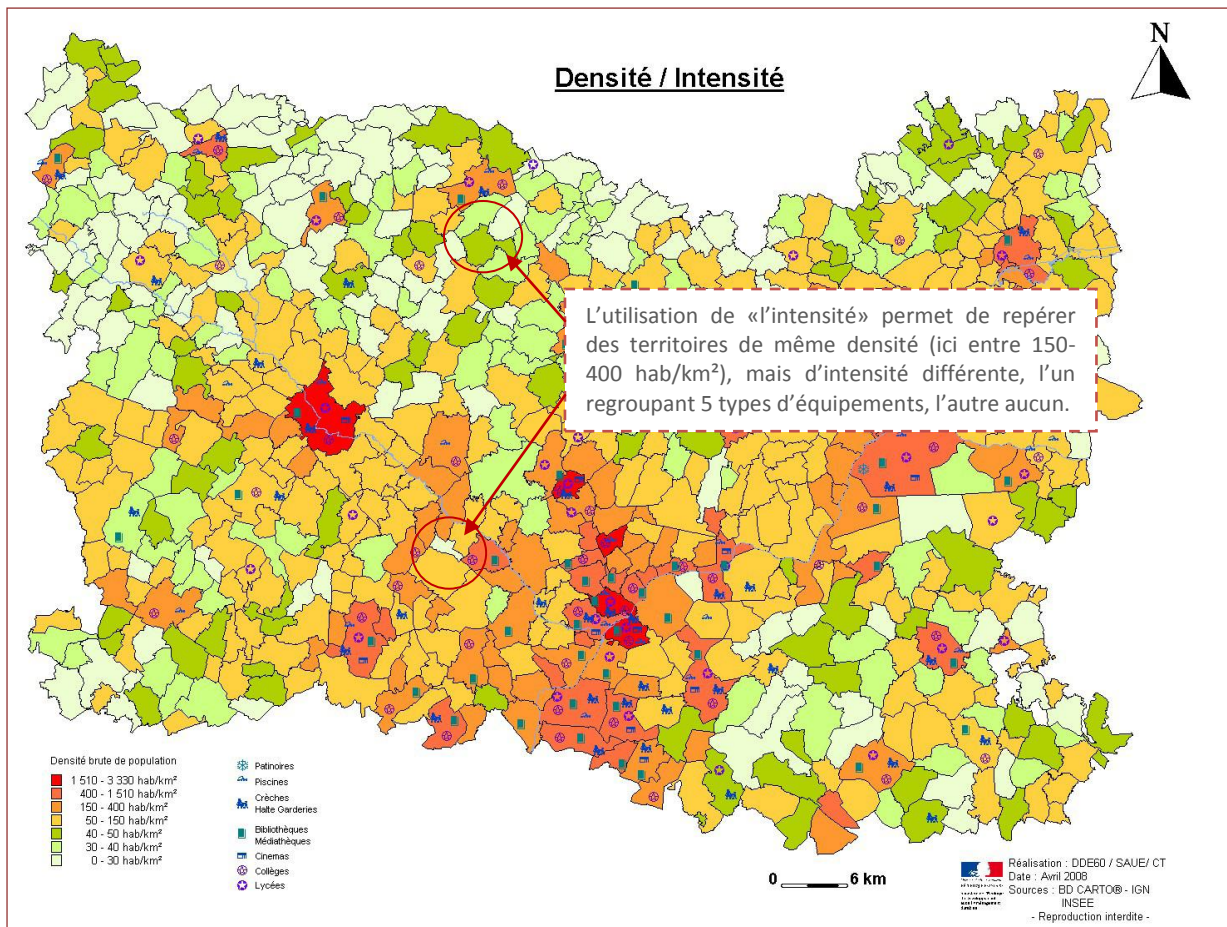 Densité / Intensité
N
L'utilisation de «l'intensité» permet de repérer
des territoires de même densité (ici entre 150-
400 hab/km²), mais d'intensité différente, l'un
regroupant 5 types d'équipements, l'autre aucun.
Densité brute de population
1 510 - 3 330 hab/km²
400 - 1 510 hab/km²
150 - 400 hab/km²
50 - 150 hab/km²
40 - 50 hab/km²
30 - 40 hab/km²
0 - 30 hab/km²
Patinoires
Piscines
Crèches
Halte Garderies
Bibliothèques
Médiathèques
Cinemas
Collèges
Lycées
0 6 km
Réalisation : DDE60 / SAUE/ CT
Date : Avril 2008
Sources : BD CARTO® - IGN
INSEE
- Reproduction interdite -